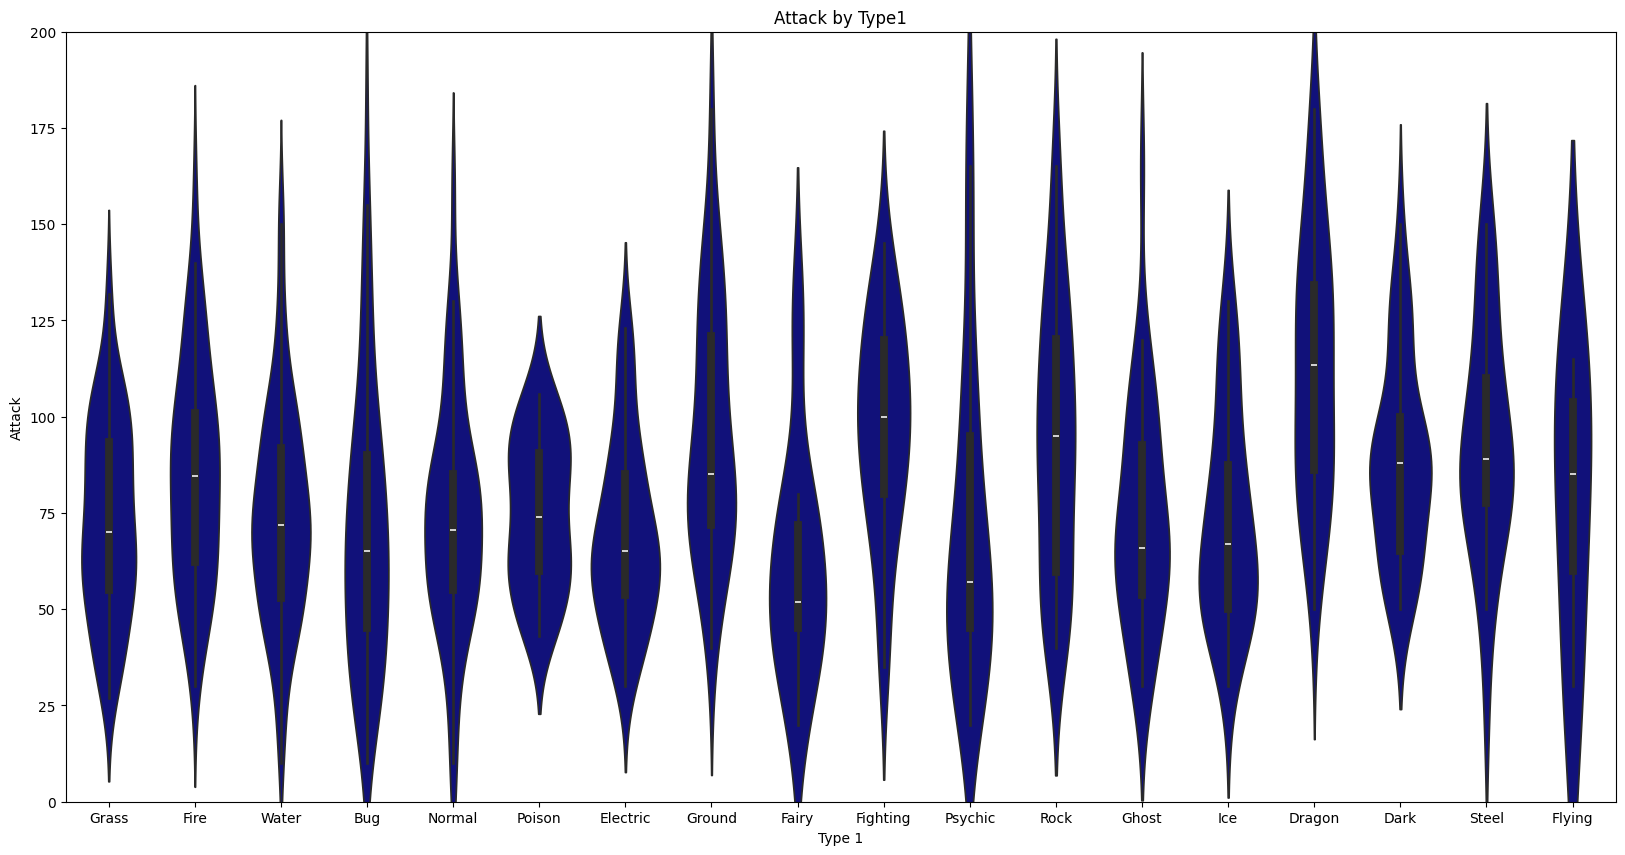 Attack by Type1
200
175
150
125
100
75
50
25
0
Attack
Grass Fire Water Bug Normal Poison Electric Ground Fairy Fighting Psychic Rock Ghost Ice Dragon Dark Steel Flying
Type 1